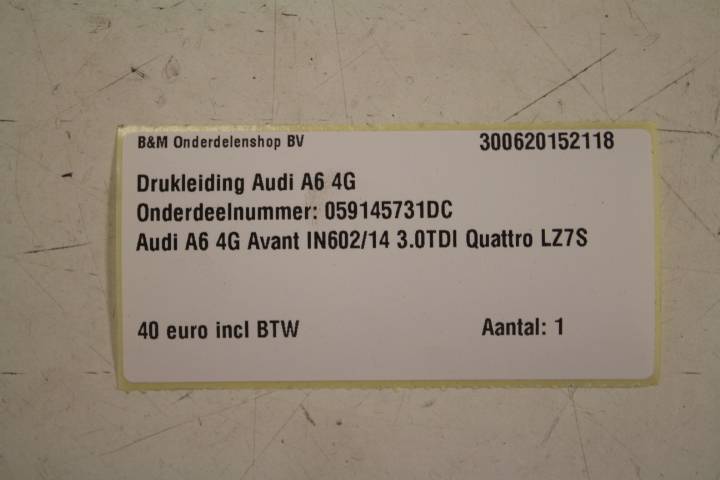 B&M Onderdelenshop BV 300620152118
Drukleiding Audi A6 4G
Onderdeelnummer: 059145731DC
Audi A6 4G Avant IN602/14 3.0TDI Quattro LZ7S
40 euro incl BTW Aantal: 1